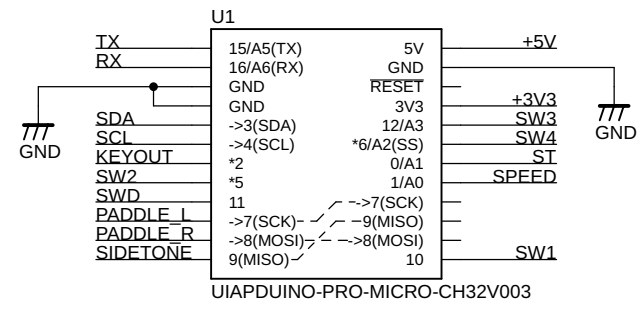 U1
TX 15/A5(TX) 5V +5V
RX 16/A6(RX) GND
GND RESET
GND 3V3 +3V3
SDA ->3(SDA) 12/A3 SW3
SCL ->4(SCL) *6/A2(SS) SW4
KEYOUT *2 0/A1 ST
SW2 *5 1/A0 SPEED
SWD 11 ->7(SCK)
PADDLE_L ->7(SCK) 9(MISO)
PADDLE_R ->8(MOSI) ->8(MOSI)
SIDETONE 9(MISO) 10 SW1
GND
GND
UIAPDUINO-PRO-MICRO-CH32V003